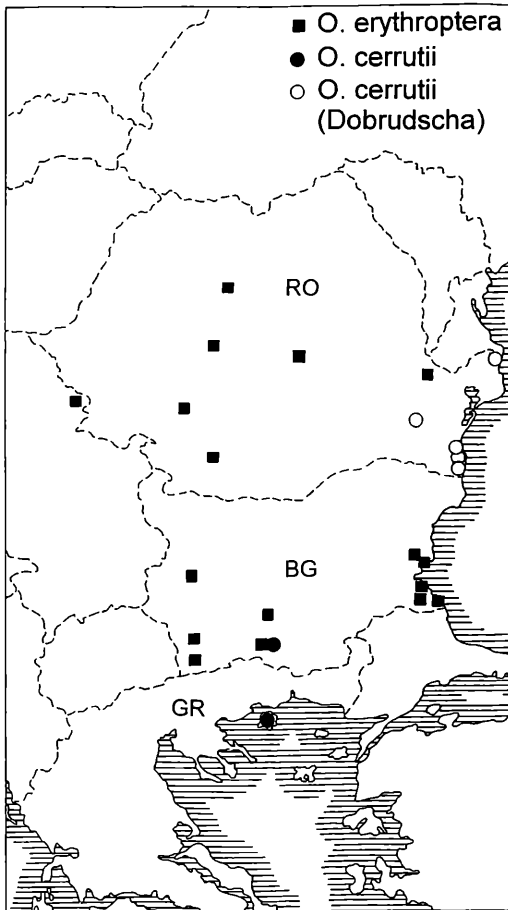 ■ O. erythroptera
● O. cerrutii
○ O. cerrutii
(Dobrudscha)
RO
BG
GR